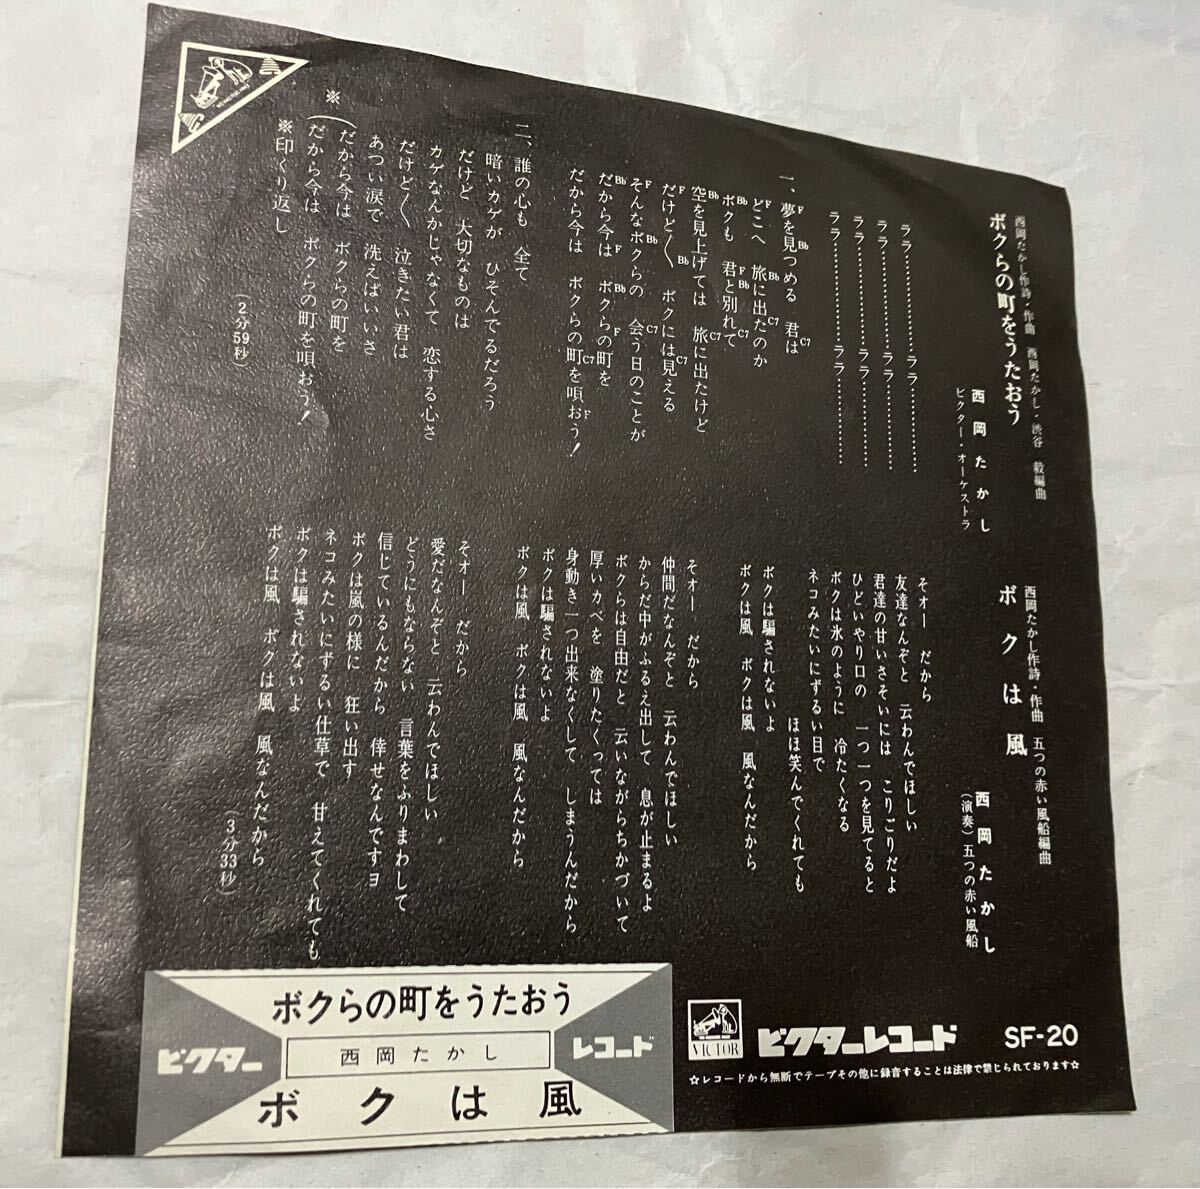 西岡たかし作詩・作曲 西岡たかし・渋谷 毅編曲
ボクらの町をうたおう
西岡たかし
ビクター・オーケストラ
ララ……………ララ……………
ララ……………ララ……………
ララ……………ララ……………
ララ……………ララ……………
一、夢を見つめる 君は
F Bb C7
どこへ 旅に出たのか
F Bb C7
ボクも 君と別れて
Bb F Bb C7
空を見上げては 旅に出たけど
Bb C7
だけど〱 ボクには見える
F Bb C7
そんなボクらの 会う日のことが
F Bb C7
だから今は ボクらの町を
Bb F Bb F
だから今は ボクらの町を唄おう!
C7 F
二、誰の心も 全て
暗いカゲが ひそんでるだろう
だけど 大切なものは
カゲなんかじゃなくて 恋する心さ
だけど〱 泣きたい君は
あつい涙で 洗えばいいさ
※(だから今は ボクらの町を
だから今は ボクらの町を唄おう!
※印くり返し
(2分59秒)
西岡たかし作詩・作曲 五つの赤い風船編曲
ボクは風
西岡たかし
(演奏)五つの赤い風船
そオー だから
友達なんぞと 云わんでほしい
君達の甘いさそいには こりごりだよ
ひどいやり口の 一つ一つを見てると
ボクは氷のように 冷たくなる
ネコみたいにずるい目で
ほほ笑んでくれても
ボクは騙されないよ
ボクは風 ボクは風 風なんだから
そオー だから
仲間だなんぞと 云わんでほしい
からだ中がふるえ出して 息が止まるよ
ボクらは自由だと 云いながらちかづいて
厚いカベを 塗りたくっては
身動き一つ出来なくして しまうんだから
ボクは騙されないよ
ボクは風 ボクは風 風なんだから
そオー だから
愛だなんぞと 云わんでほしい
どうにもならない 言葉をふりまわして
信じているんだから 倖せなんですヨ
ボクは嵐の様に 狂い出す
ネコみたいにずるい仕草で 甘えてくれても
ボクは騙されないよ
ボクは風 ボクは風 風なんだから
(3分33秒)
ボクらの町をうたおう
ビクター
西岡たかし
レコード
ボクは風
VICTOR
ビクターレコード
SF-20
☆レコードから無断でテープその他に録音することは法律で禁じられております☆